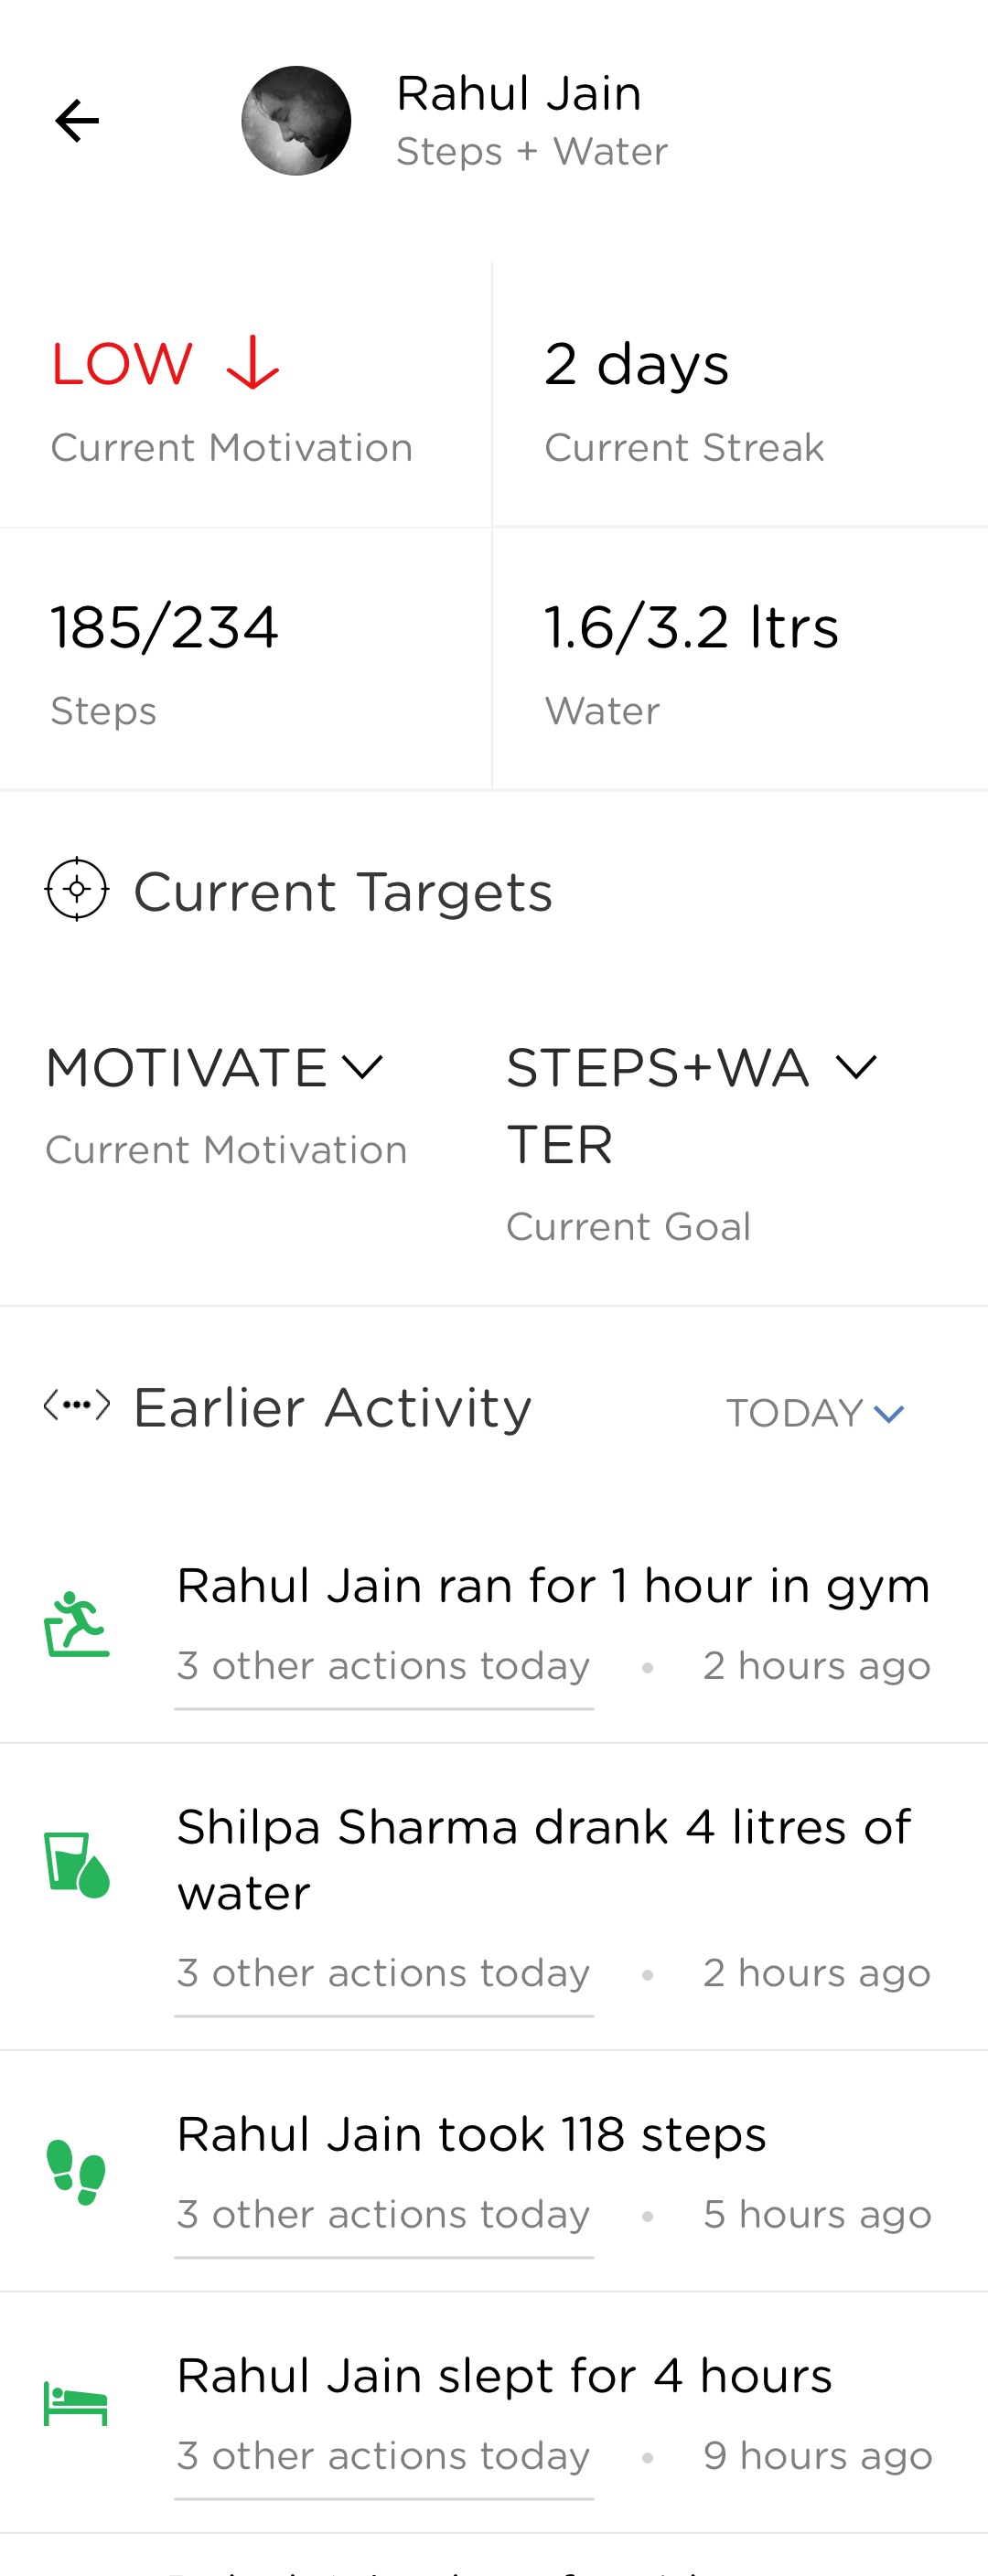 Rahul Jain
Steps + Water
LOW
Current Motivation
2 days
Current Streak
185/234
Steps
1.6/3.2 ltrs
Water
Current Targets
MOTIVATE
Current Motivation
STEPS+WA
TER
Current Goal
Earlier Activity
TODAY
Rahul Jain ran for 1 hour in gym
3 other actions today • 2 hours ago
Shilpa Sharma drank 4 litres of
water
3 other actions today • 2 hours ago
Rahul Jain took 118 steps
3 other actions today • 5 hours ago
Rahul Jain slept for 4 hours
3 other actions today • 9 hours ago